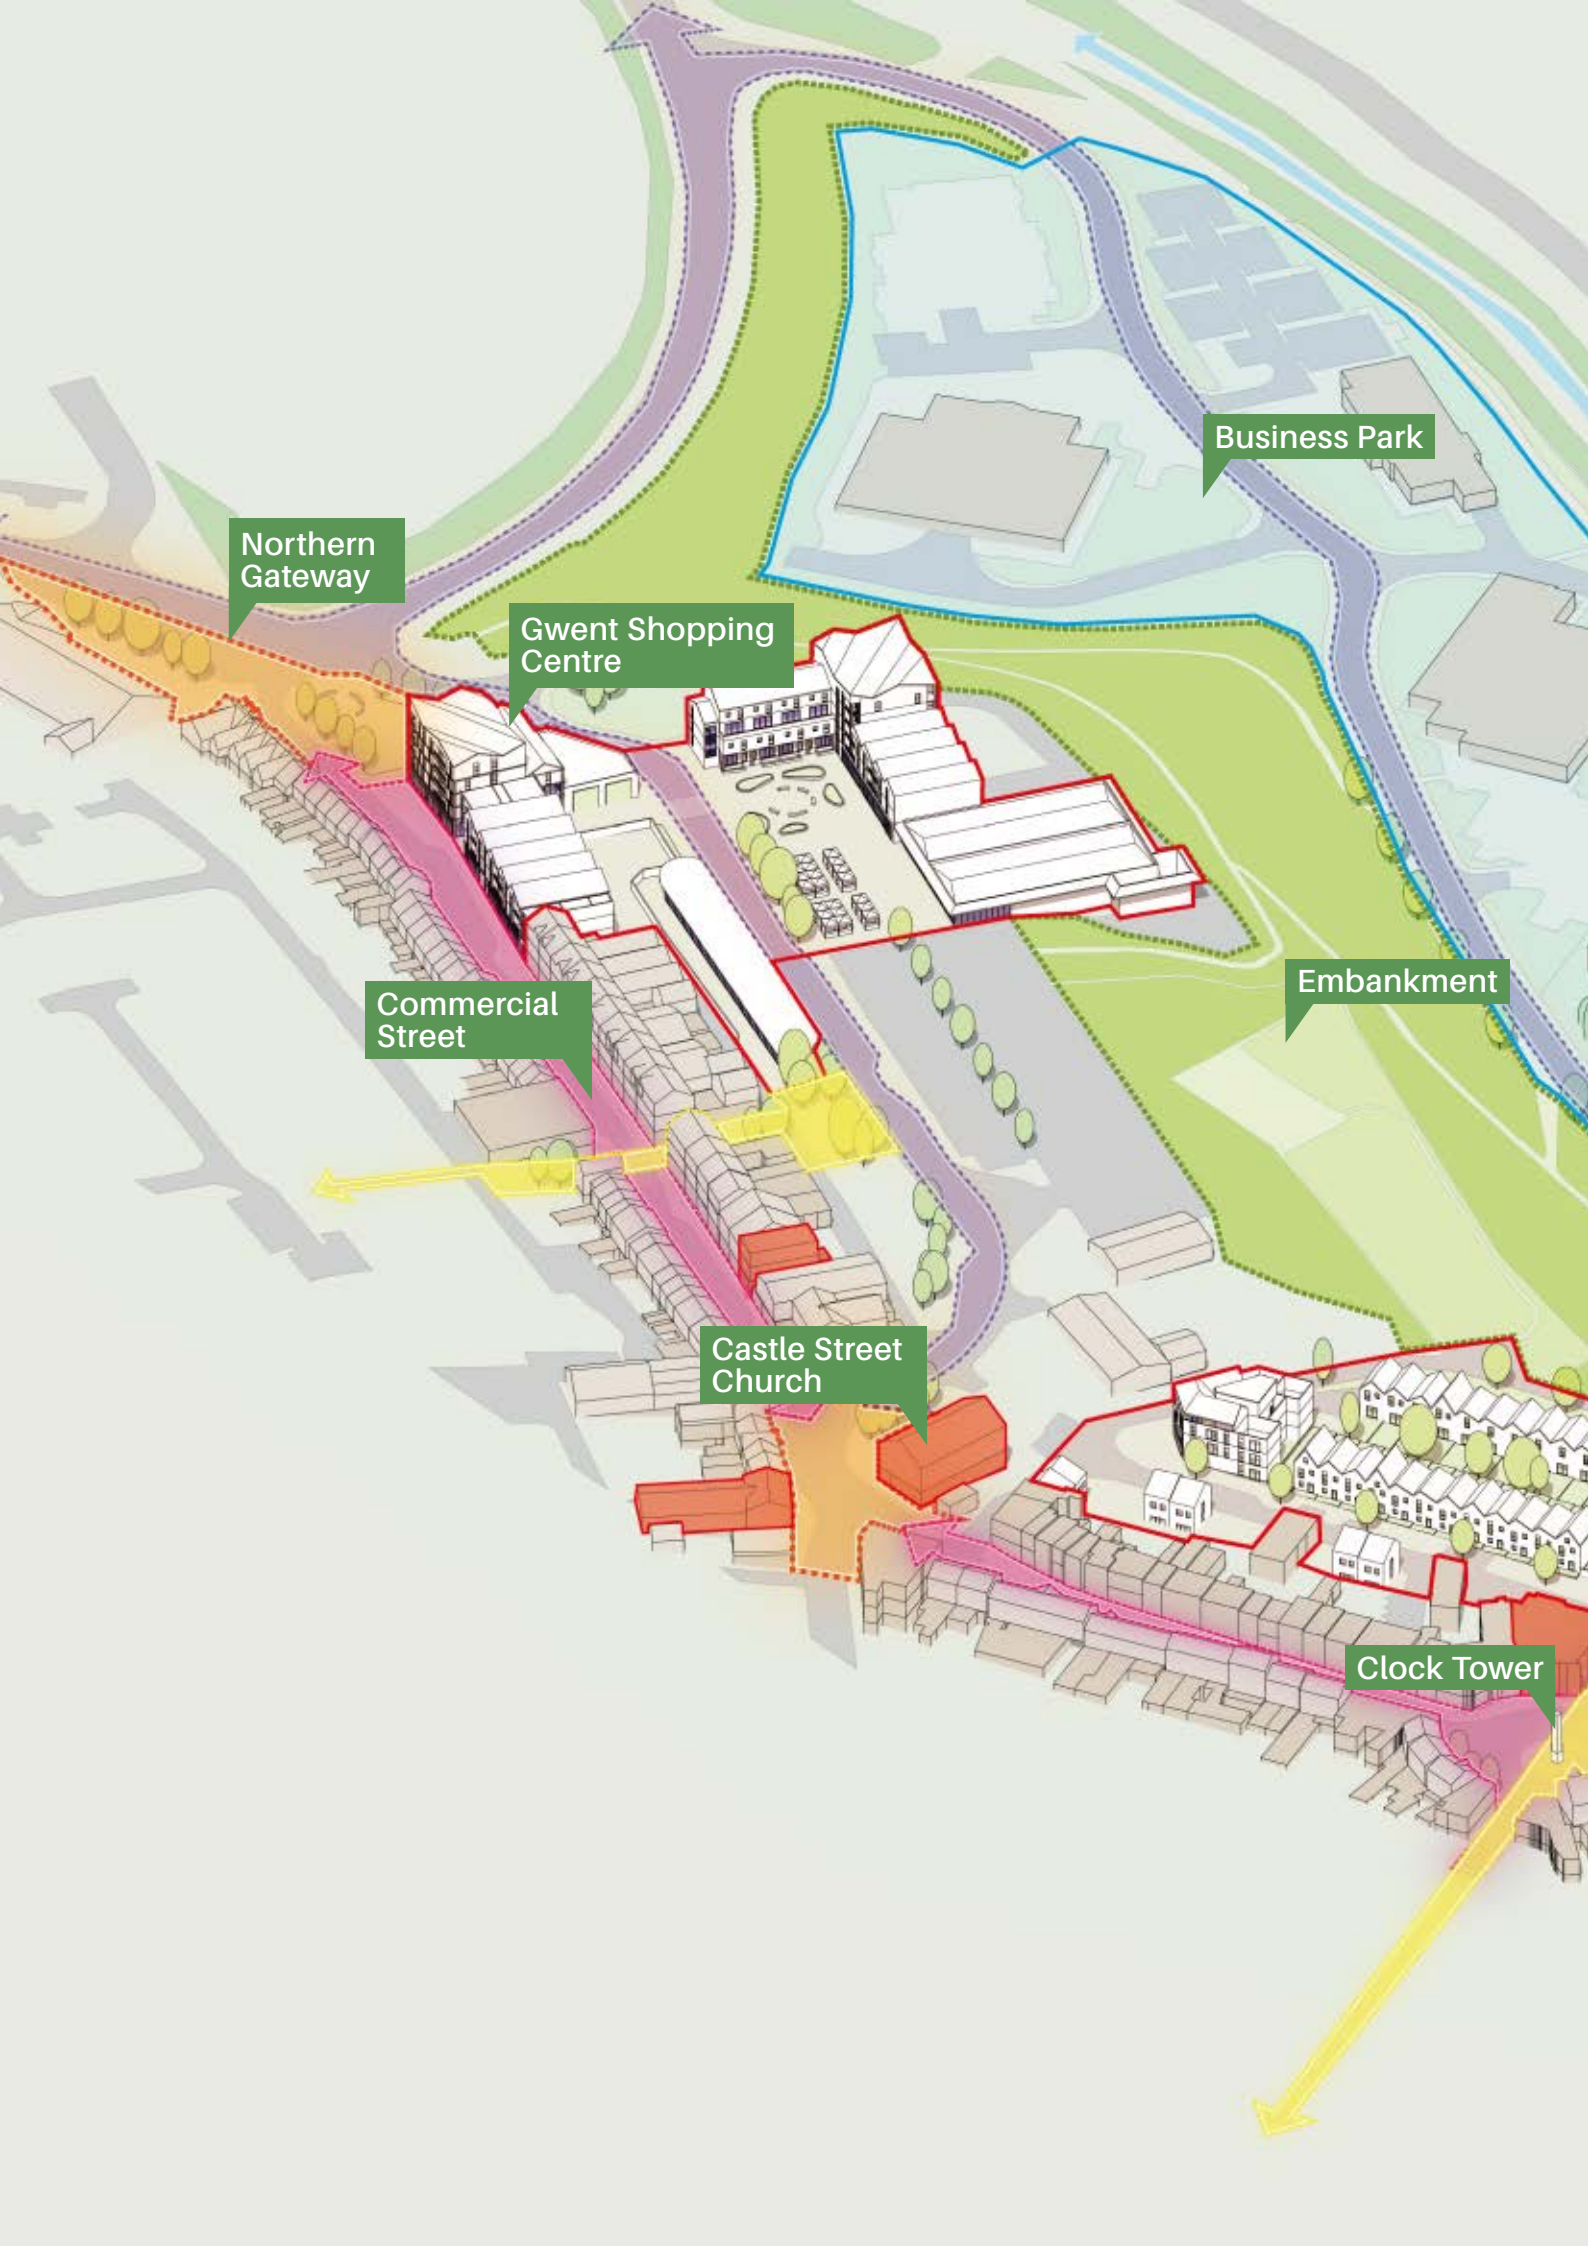 Business Park
Northern
Gateway
Gwent Shopping
Centre
Embankment
Commercial
Street
Castle Street
Church
Clock Tower